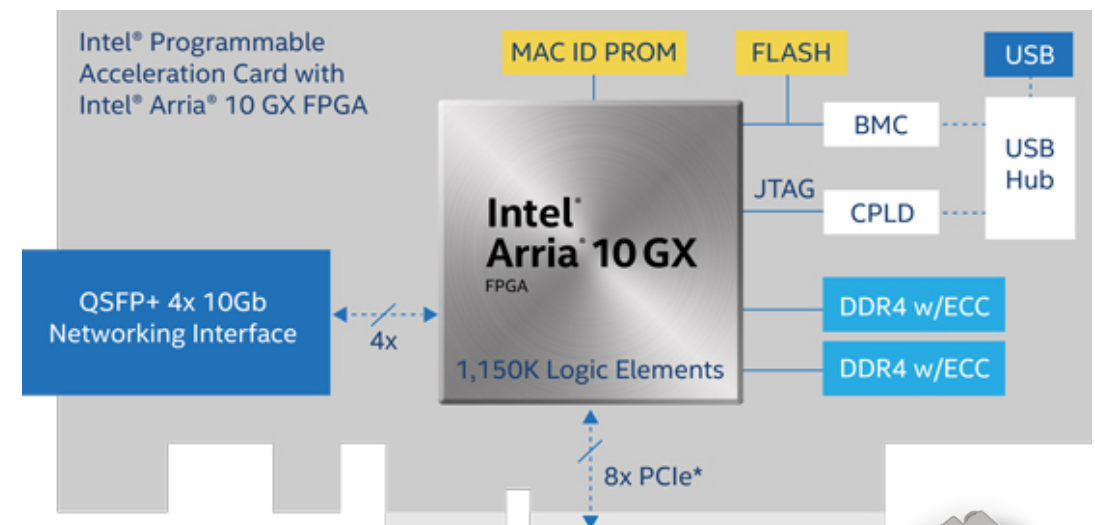 Intel® Programmable
Acceleration Card with
Intel® Arria® 10 GX FPGA
MAC ID PROM
FLASH
USB
BMC
USB
Hub
JTAG
CPLD
Intel®
Arria® 10 GX
FPGA
1,150K Logic Elements
QSFP+ 4x 10Gb
Networking Interface
4x
DDR4 w/ECC
DDR4 w/ECC
8x PCIe*